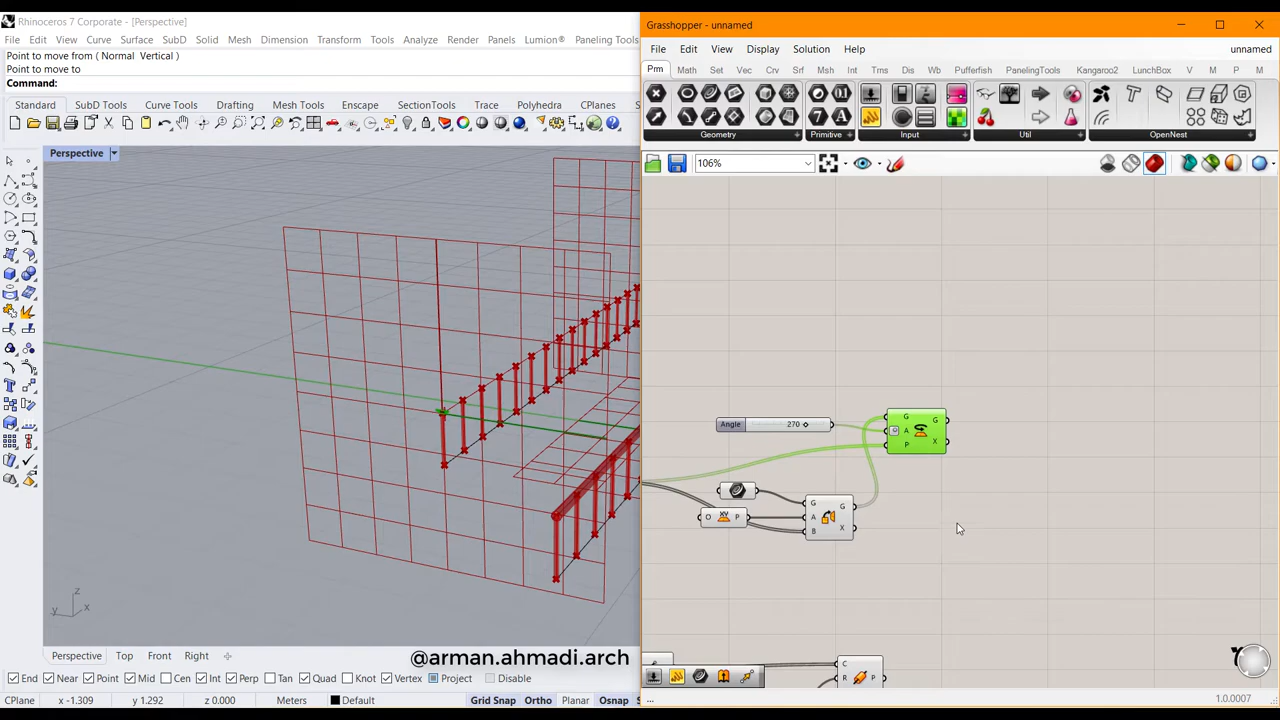 Rhinoceros 7 Corporate - [Perspective]
File Edit View Curve Surface SubD Solid Mesh Dimension Transform Tools Analyze Render Panels Lumion® Paneling Tools
Point to move from ( Normal Vertical )
Point to move to
Command:
Standard SubD Tools Curve Tools Drafting Mesh Tools Enscape SectionTools Trace Polyhedra CPlanes
Perspective
z
y x
@arman.ahmadi.arch
Perspective Top Front Right
End Near Point Mid Cen Int Perp Tan Quad Knot Vertex Project Disable
CPlane x -1.309 y 1.292 z 0.000 Meters Default Grid Snap Ortho Planar Osnap
Grasshopper - unnamed
File Edit View Display Solution Help unnamed
Prm Math Set Vec Crv Srf Msh Int Trns Dis Wb Pufferfish PanelingTools Kangaroo2 LunchBox V M P M
Geometry Primitive Input Util OpenNest
106%
Angle 270
G A P G X
O XY P
G A B G X
C R P
... 1.0.0007